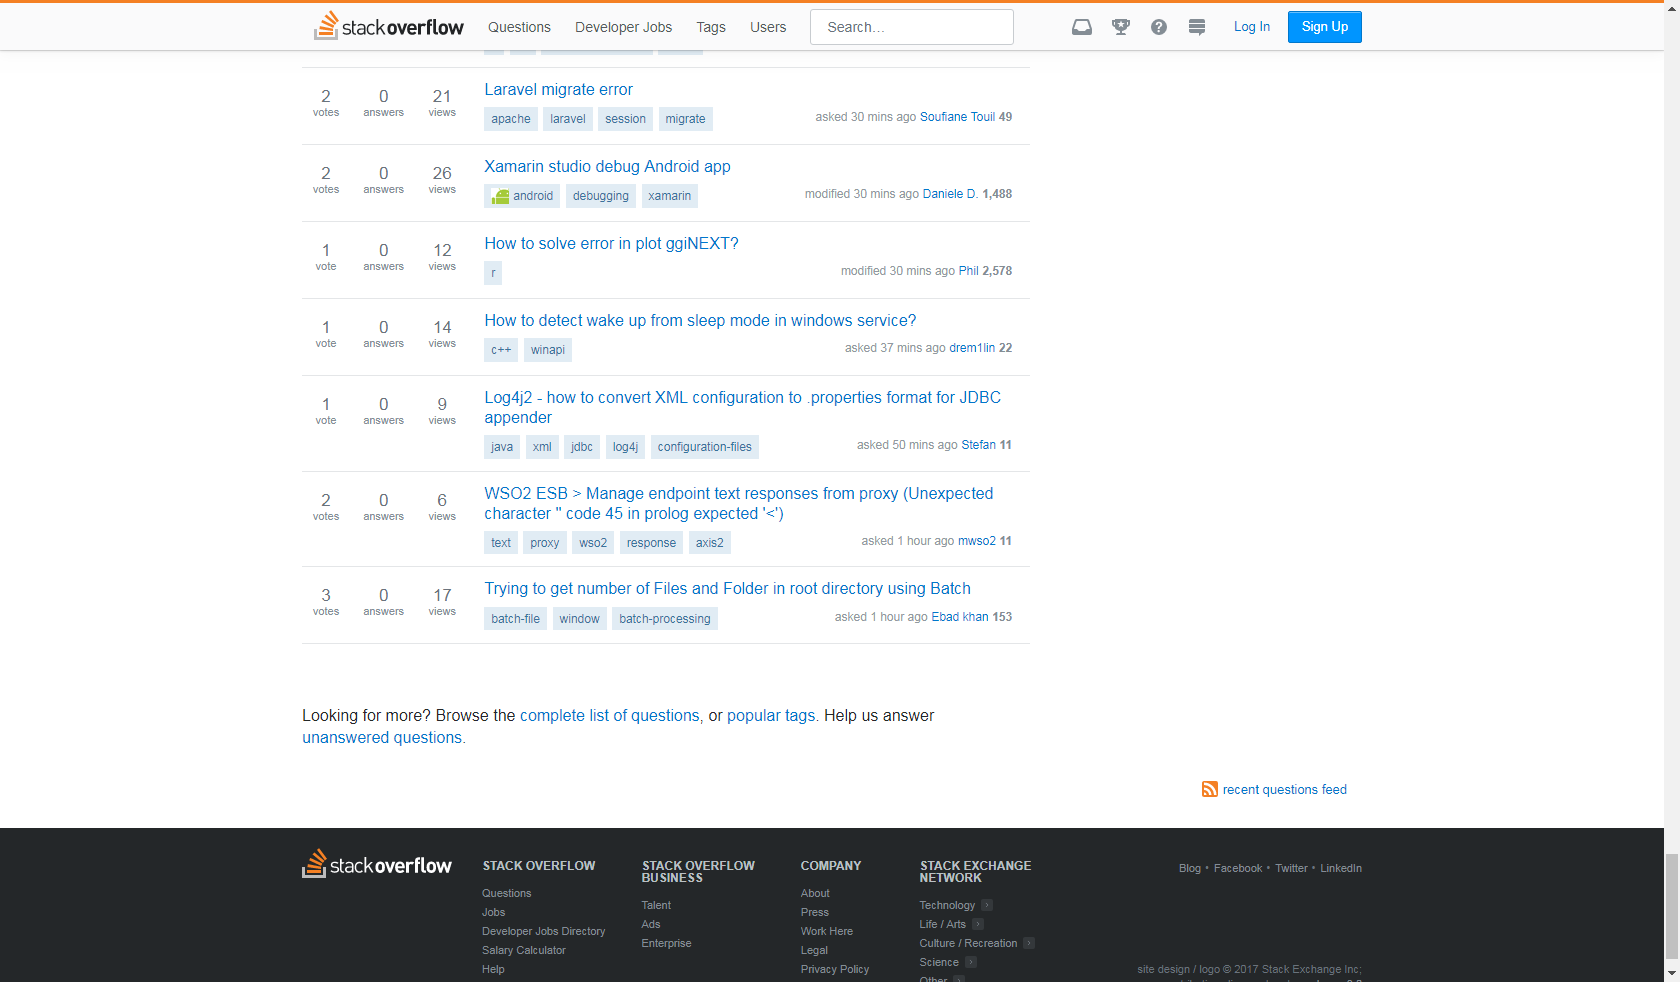 stackoverflow Questions Developer Jobs Tags Users Search... Log In Sign Up
2 votes 0 answers 21 views
Laravel migrate error
apache laravel session migrate
asked 30 mins ago Soufiane Touil 49
2 votes 0 answers 26 views
Xamarin studio debug Android app
android debugging xamarin
modified 30 mins ago Daniele D. 1,488
1 vote 0 answers 12 views
How to solve error in plot ggiNEXT?
r
modified 30 mins ago Phil 2,578
1 vote 0 answers 14 views
How to detect wake up from sleep mode in windows service?
c++ winapi
asked 37 mins ago drem1lin 22
1 vote 0 answers 9 views
Log4j2 - how to convert XML configuration to .properties format for JDBC
appender
java xml jdbc log4j configuration-files
asked 50 mins ago Stefan 11
2 votes 0 answers 6 views
WSO2 ESB > Manage endpoint text responses from proxy (Unexpected
character '' code 45 in prolog expected '<')
text proxy wso2 response axis2
asked 1 hour ago mwso2 11
3 votes 0 answers 17 views
Trying to get number of Files and Folder in root directory using Batch
batch-file window batch-processing
asked 1 hour ago Ebad khan 153
Looking for more? Browse the complete list of questions, or popular tags. Help us answer
unanswered questions.
recent questions feed
stackoverflow
STACK OVERFLOW
Questions
Jobs
Developer Jobs Directory
Salary Calculator
Help
STACK OVERFLOW
BUSINESS
Talent
Ads
Enterprise
COMPANY
About
Press
Work Here
Legal
Privacy Policy
STACK EXCHANGE
NETWORK
Technology
Life / Arts
Culture / Recreation
Science
Other
Blog • Facebook • Twitter • LinkedIn
site design / logo © 2017 Stack Exchange Inc;